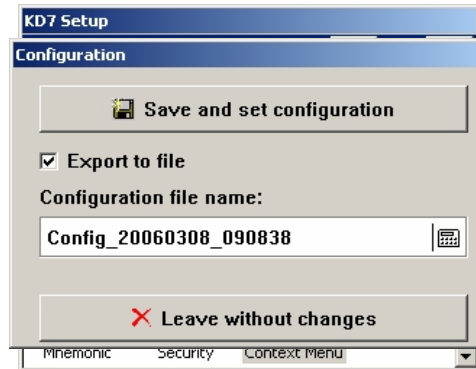 KD7 Setup
Configuration
Save and set configuration
Export to file
Configuration file name:
Config_20060308_090838
Leave without changes
Mnemonic Security Context Menu